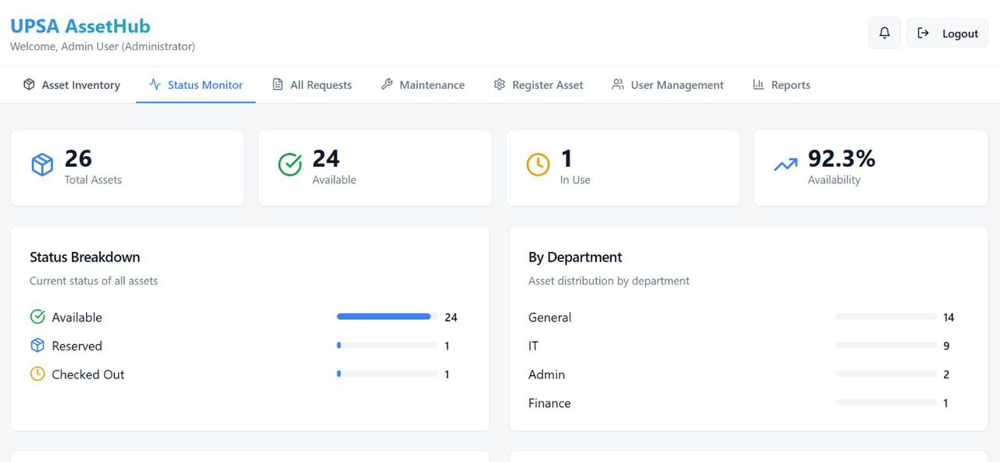 UPSA AssetHub
Welcome, Admin User (Administrator)
Logout
Asset Inventory
Status Monitor
All Requests
Maintenance
Register Asset
User Management
Reports
26
Total Assets
24
Available
1
In Use
92.3%
Availability
Status Breakdown
Current status of all assets
Available 24
Reserved 1
Checked Out 1
By Department
Asset distribution by department
General 14
IT 9
Admin 2
Finance 1